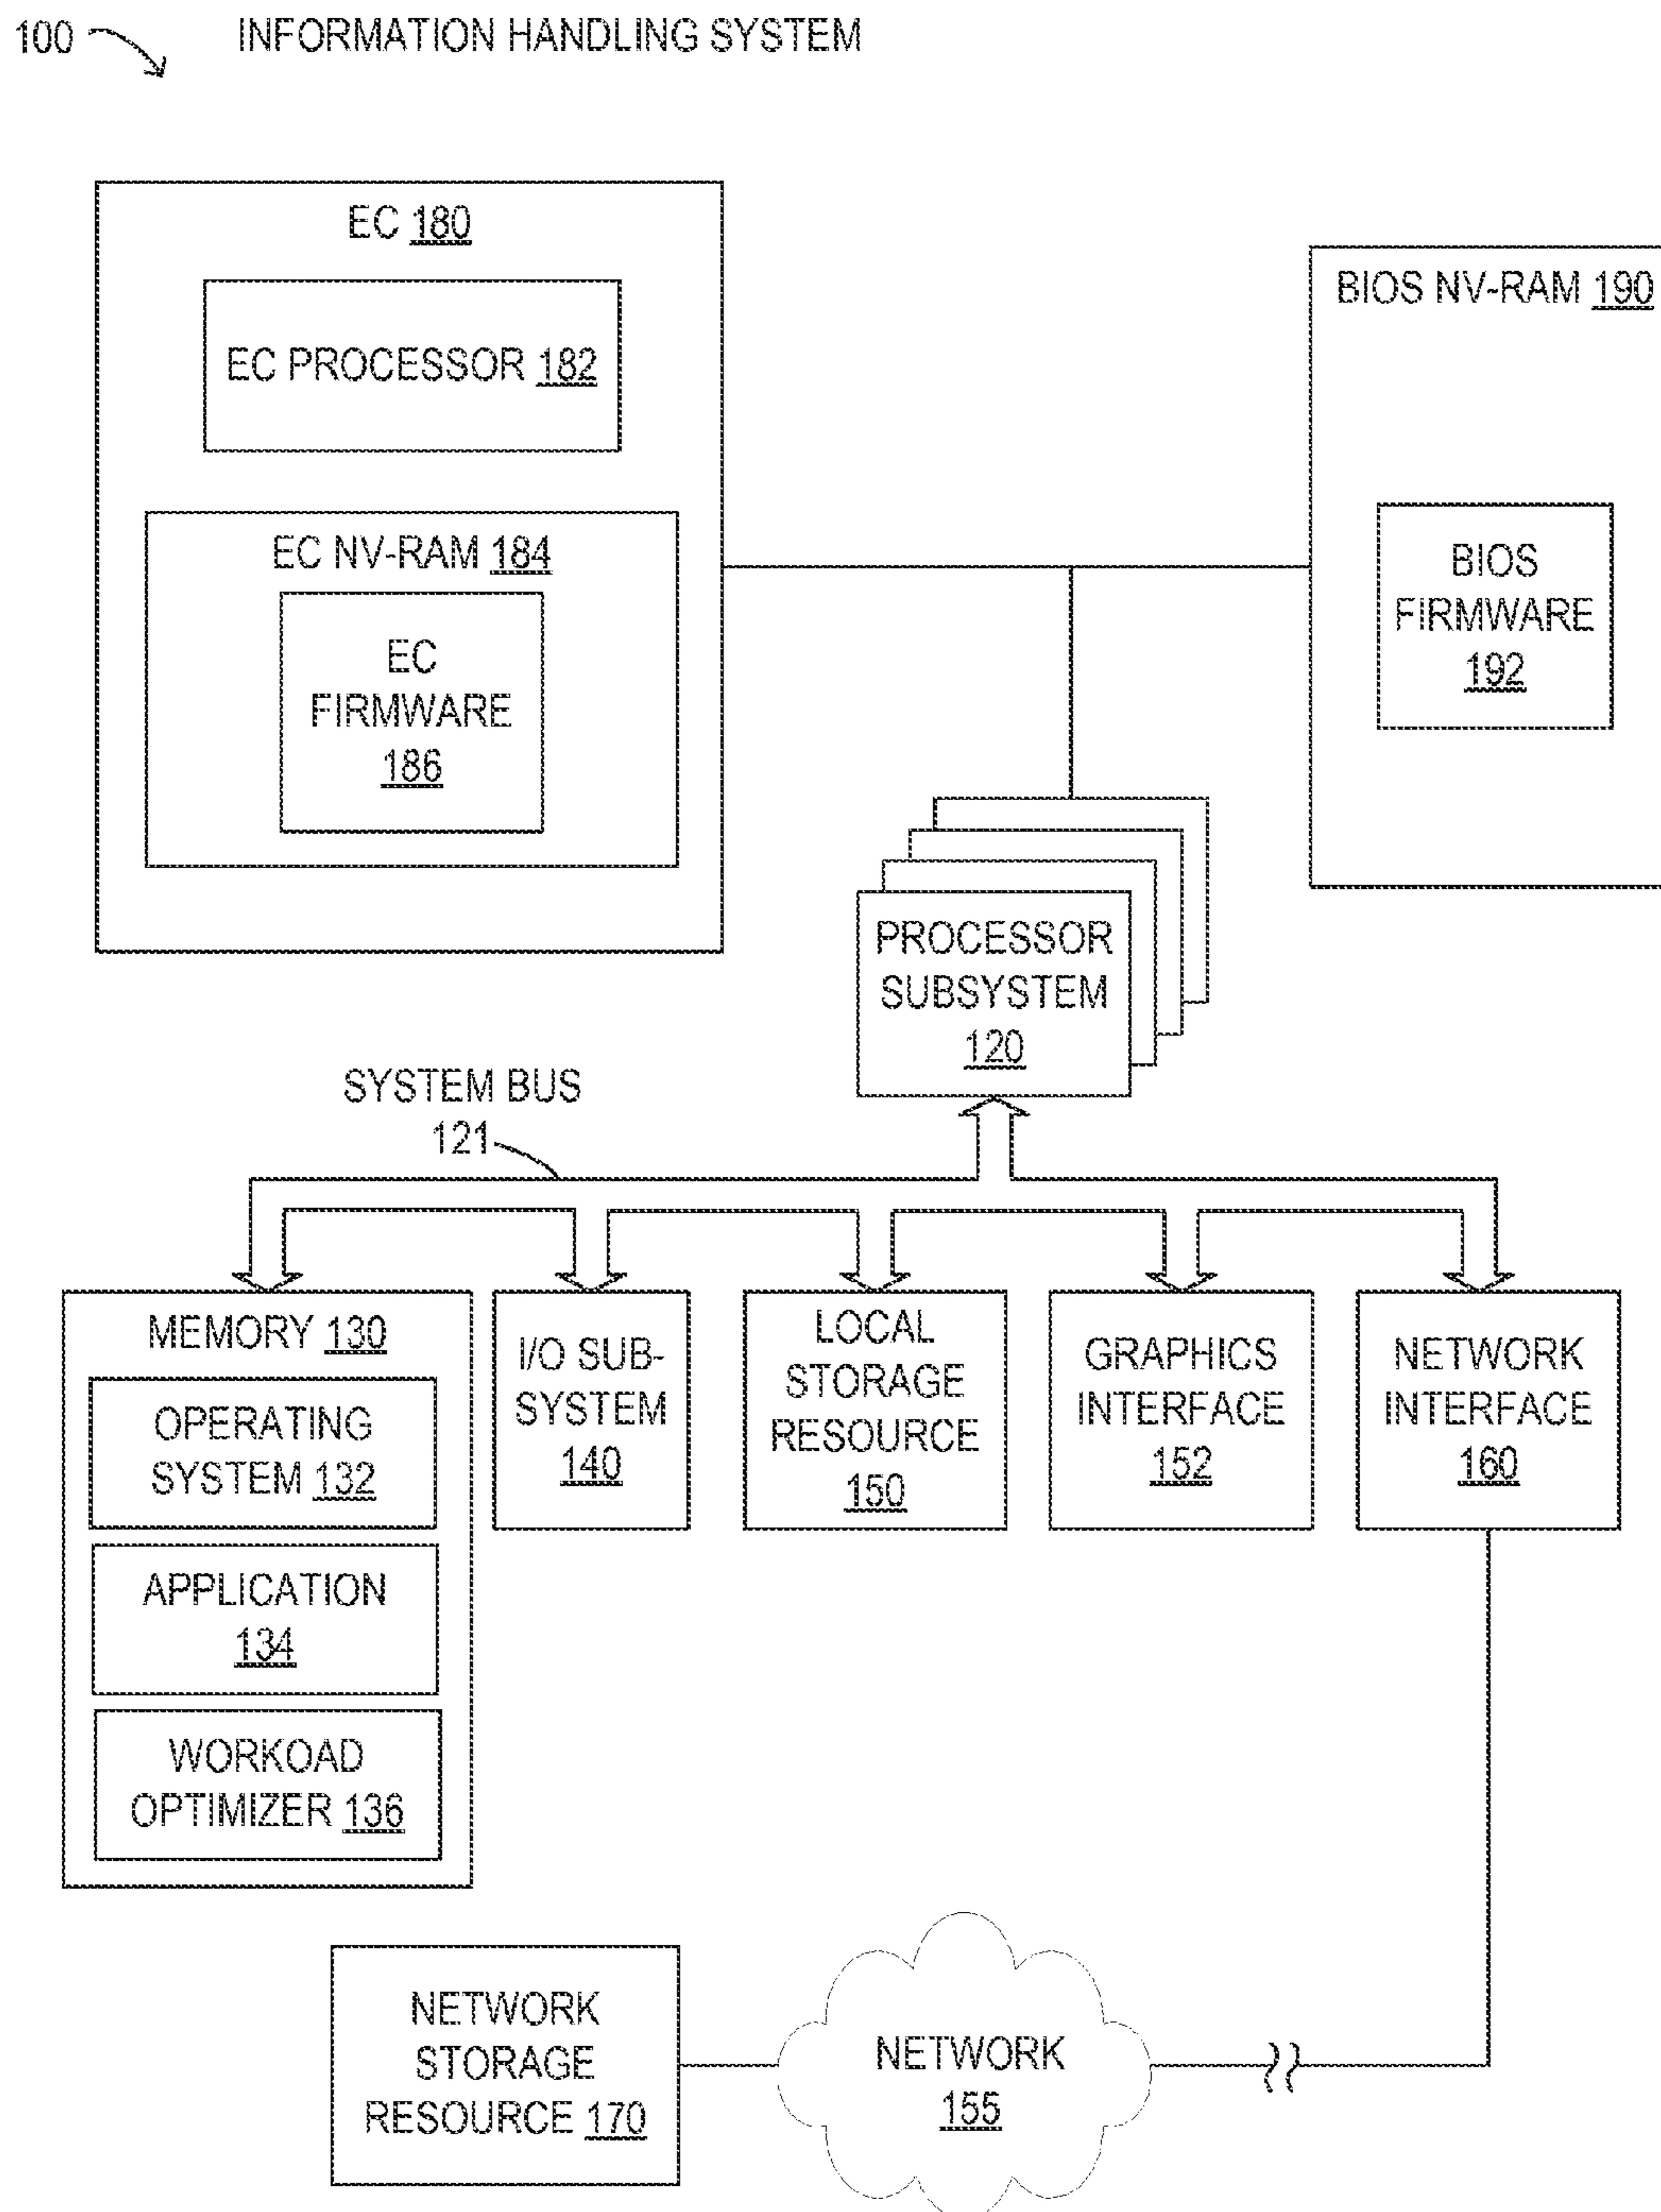 100
INFORMATION HANDLING SYSTEM
EC 180
EC PROCESSOR 182
EC NV-RAM 184
EC
FIRMWARE
186
BIOS NV-RAM 190
BIOS
FIRMWARE
192
PROCESSOR
SUBSYSTEM
120
SYSTEM BUS
121
MEMORY 130
OPERATING
SYSTEM 132
APPLICATION
134
WORKOAD
OPTIMIZER 136
I/O SUB-
SYSTEM
140
LOCAL
STORAGE
RESOURCE
150
GRAPHICS
INTERFACE
152
NETWORK
INTERFACE
160
NETWORK
STORAGE
RESOURCE 170
NETWORK
155